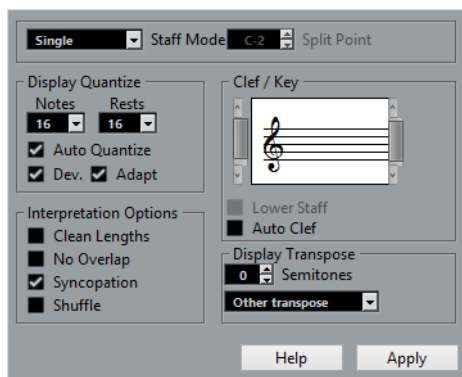 Single Staff Mode C-2 Split Point
Display Quantize
Notes Rests
16 16
Auto Quantize
Dev. Adapt
Interpretation Options
Clean Lengths
No Overlap
Syncopation
Shuffle
Clef / Key
Lower Staff
Auto Clef
Display Transpose
0 Semitones
Other transpose
Help Apply